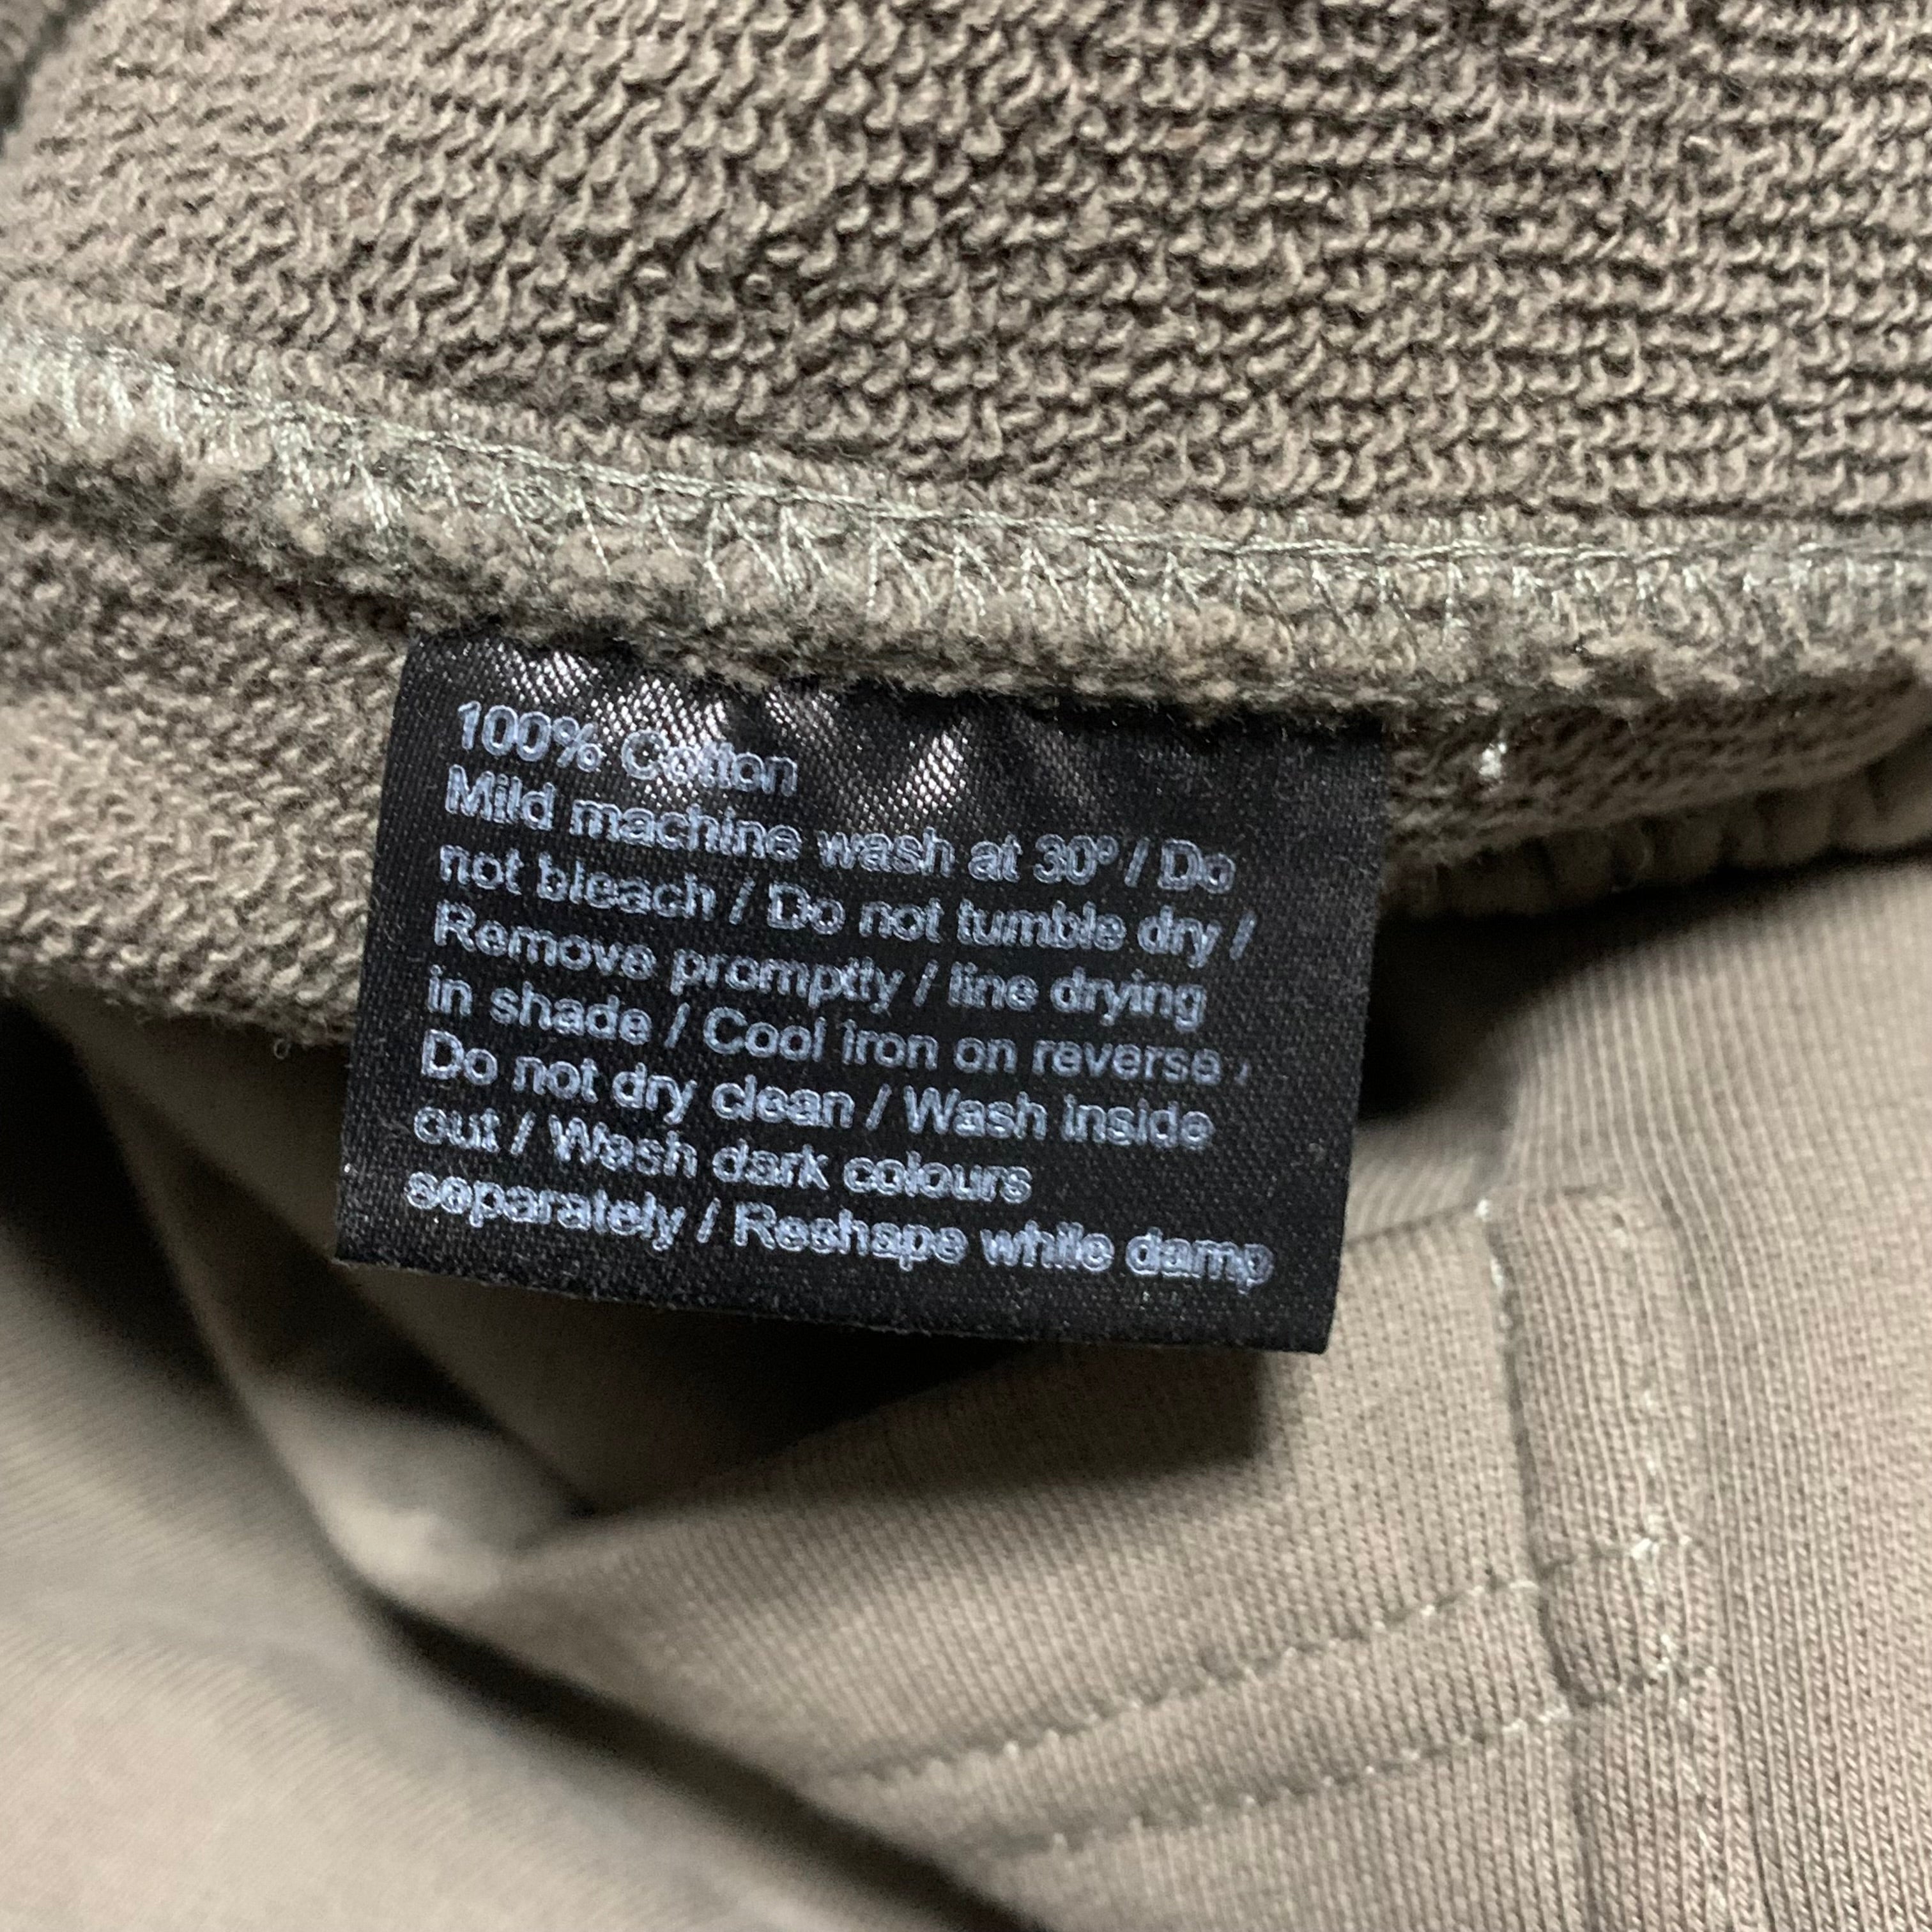 100% Cotton
Mild machine wash at 30° / Do
not bleach / Do not tumble dry /
Remove promptly / line drying
in shade / Cool iron on reverse /
Do not dry clean / Wash inside
out / Wash dark colours
separately / Reshape while damp